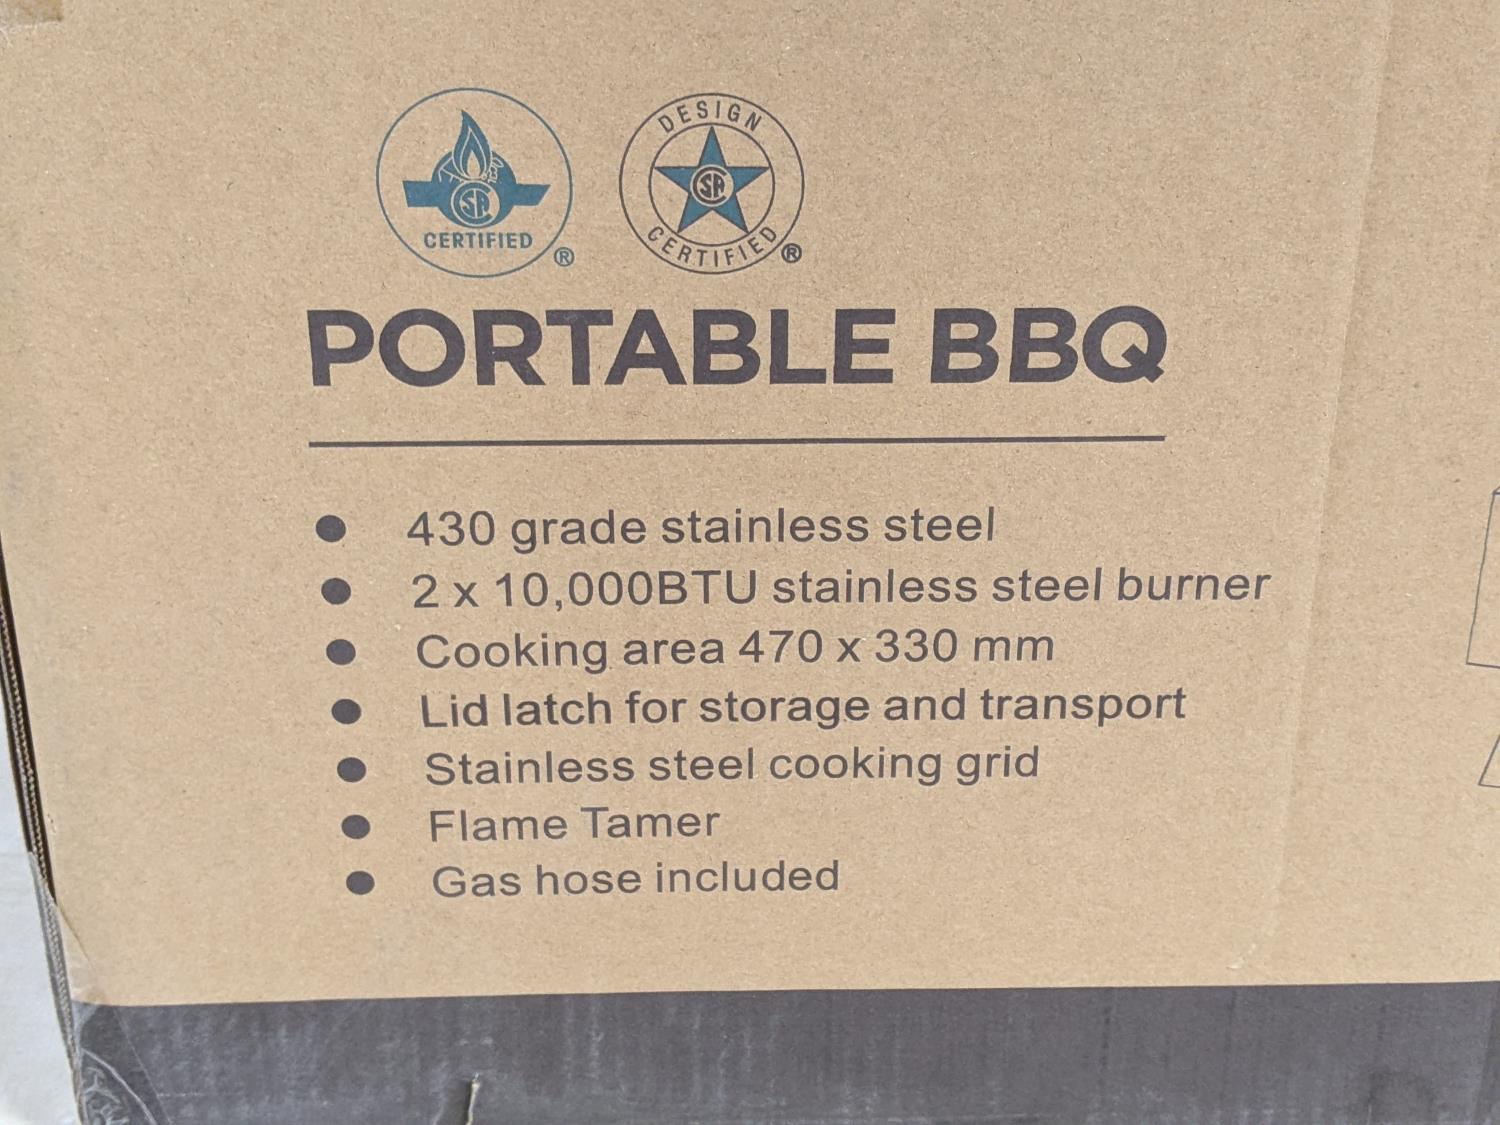 CERTIFIED ®
DESIGN
CERTIFIED ®
PORTABLE BBQ
● 430 grade stainless steel
● 2 x 10,000BTU stainless steel burner
● Cooking area 470 x 330 mm
● Lid latch for storage and transport
● Stainless steel cooking grid
● Flame Tamer
● Gas hose included